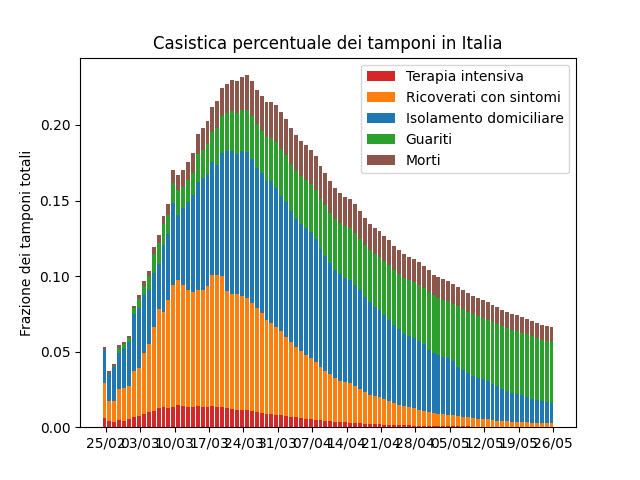 Casistica percentuale dei tamponi in Italia
Terapia intensiva
Ricoverati con sintomi
Isolamento domiciliare
Guariti
Morti
Frazione dei tamponi totali
0.20
0.15
0.10
0.05
0.00
25/02 03/03 10/03 17/03 24/03 31/03 07/04 14/04 21/04 28/04 05/05 12/05 19/05 26/05